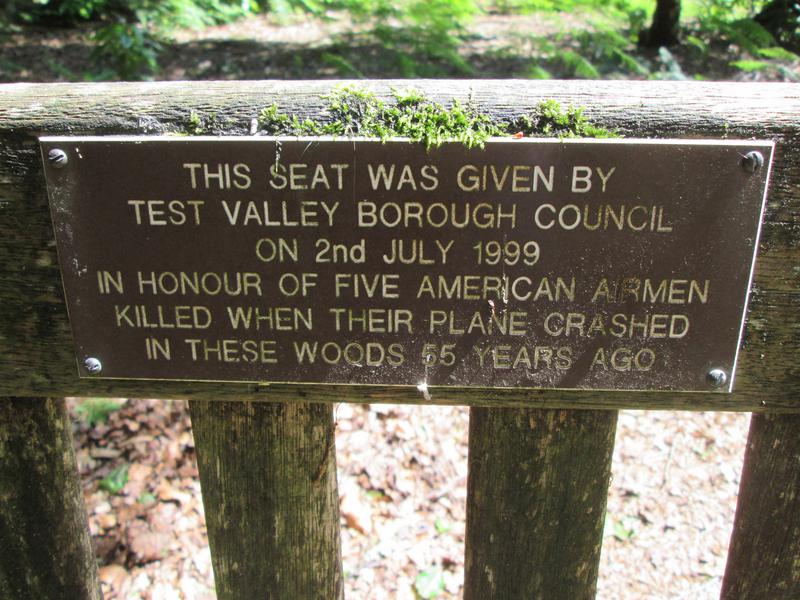 THIS SEAT WAS GIVEN BY
TEST VALLEY BOROUGH COUNCIL
ON 2nd JULY 1999
IN HONOUR OF FIVE AMERICAN AIRMEN
KILLED WHEN THEIR PLANE CRASHED
IN THESE WOODS 55 YEARS AGO